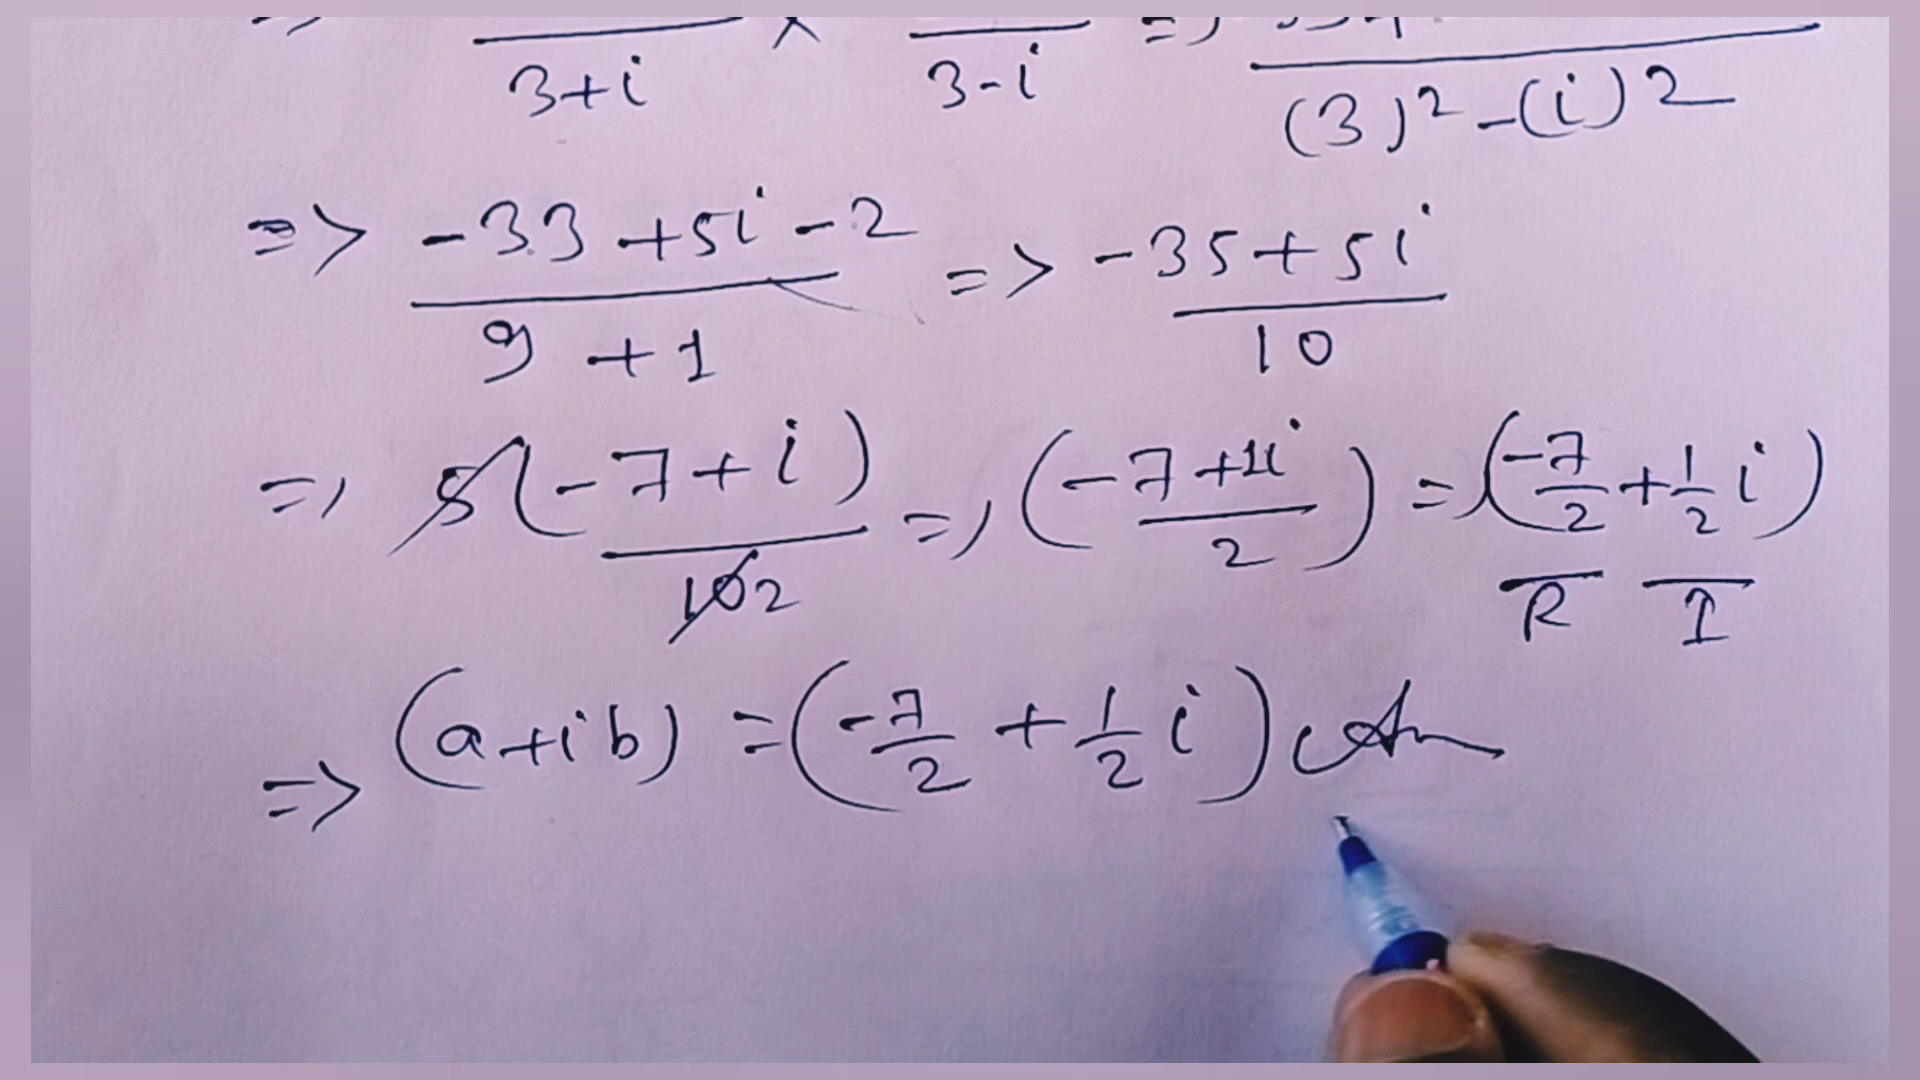 => 3+i × 3-i => (3)² -(i)²
=> -33 +5i -2 / 9 +1 => -35+5i / 10
=> 5(-7+i) / 10 2 => (-7+1i / 2) => (-7/2 + 1/2 i)
R I
=> (a+ib) = (-7/2 + 1/2 i) An